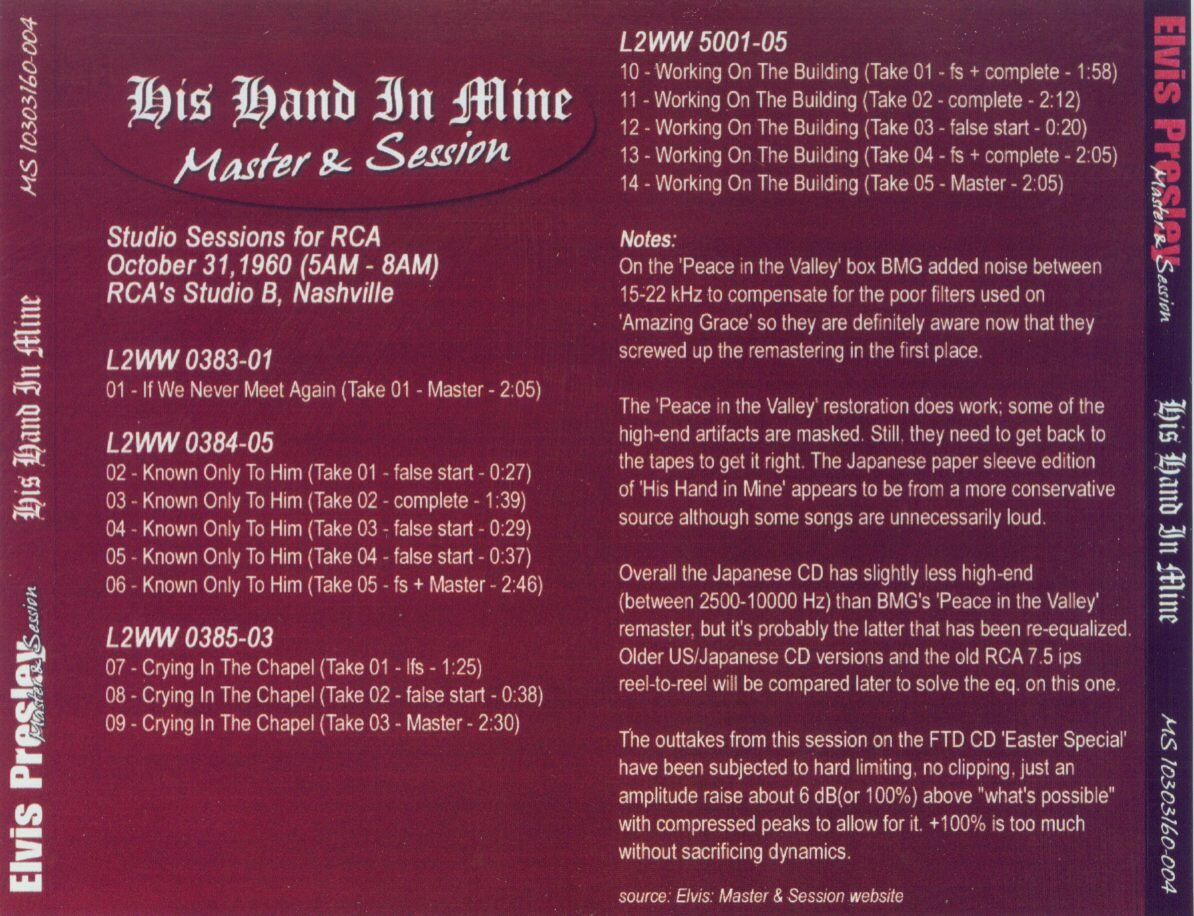 MS 10303160-004
His Hand In Mine
Elvis Presley
Master & Session
His Hand In Mine
Master & Session
Studio Sessions for RCA
October 31,1960 (5AM - 8AM)
RCA's Studio B, Nashville
L2WW 0383-01
01 - If We Never Meet Again (Take 01 - Master - 2:05)
L2WW 0384-05
02 - Known Only To Him (Take 01 - false start - 0:27)
03 - Known Only To Him (Take 02 - complete - 1:39)
04 - Known Only To Him (Take 03 - false start - 0:29)
05 - Known Only To Him (Take 04 - false start - 0:37)
06 - Known Only To Him (Take 05 - fs + Master - 2:46)
L2WW 0385-03
07 - Crying In The Chapel (Take 01 - lfs - 1:25)
08 - Crying In The Chapel (Take 02 - false start - 0:38)
09 - Crying In The Chapel (Take 03 - Master - 2:30)
L2WW 5001-05
10 - Working On The Building (Take 01 - fs + complete - 1:58)
11 - Working On The Building (Take 02 - complete - 2:12)
12 - Working On The Building (Take 03 - false start - 0:20)
13 - Working On The Building (Take 04 - fs + complete - 2:05)
14 - Working On The Building (Take 05 - Master - 2:05)
Notes:
On the 'Peace in the Valley' box BMG added noise between
15-22 kHz to compensate for the poor filters used on
'Amazing Grace' so they are definitely aware now that they
screwed up the remastering in the first place.
The 'Peace in the Valley' restoration does work; some of the
high-end artifacts are masked. Still, they need to get back to
the tapes to get it right. The Japanese paper sleeve edition
of 'His Hand in Mine' appears to be from a more conservative
source although some songs are unnecessarily loud.
Overall the Japanese CD has slightly less high-end
(between 2500-10000 Hz) than BMG's 'Peace in the Valley'
remaster, but it's probably the latter that has been re-equalized.
Older US/Japanese CD versions and the old RCA 7.5 ips
reel-to-reel will be compared later to solve the eq. on this one.
The outtakes from this session on the FTD CD 'Easter Special'
have been subjected to hard limiting, no clipping, just an
amplitude raise about 6 dB(or 100%) above "what's possible"
with compressed peaks to allow for it. +100% is too much
without sacrificing dynamics.
source: Elvis: Master & Session website
Elvis Presley
Master & Session
His Hand In Mine
MS 10303160-004